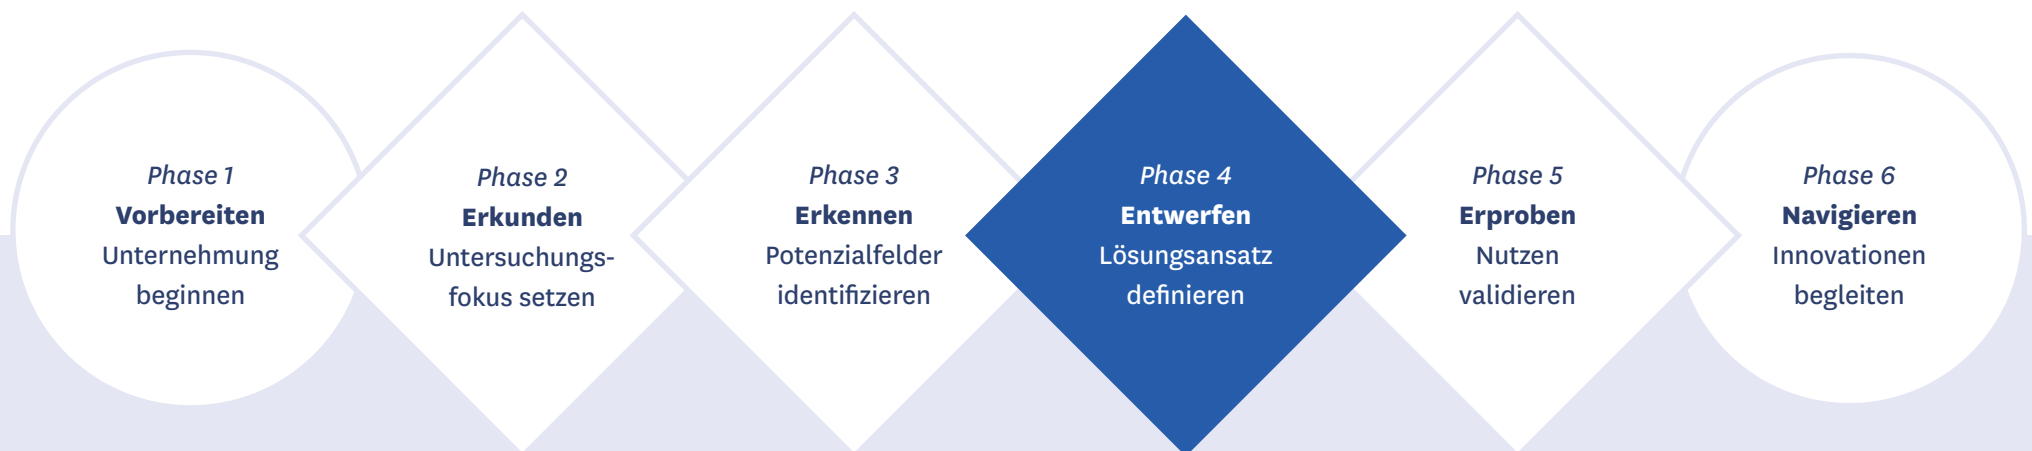 Phase 1
Vorbereiten
Unternehmung
beginnen
Phase 2
Erkunden
Untersuchungs-
fokus setzen
Phase 3
Erkennen
Potenzialfelder
identifizieren
Phase 4
Entwerfen
Lösungsansatz
definieren
Phase 5
Erproben
Nutzen
validieren
Phase 6
Navigieren
Innovationen
begleiten